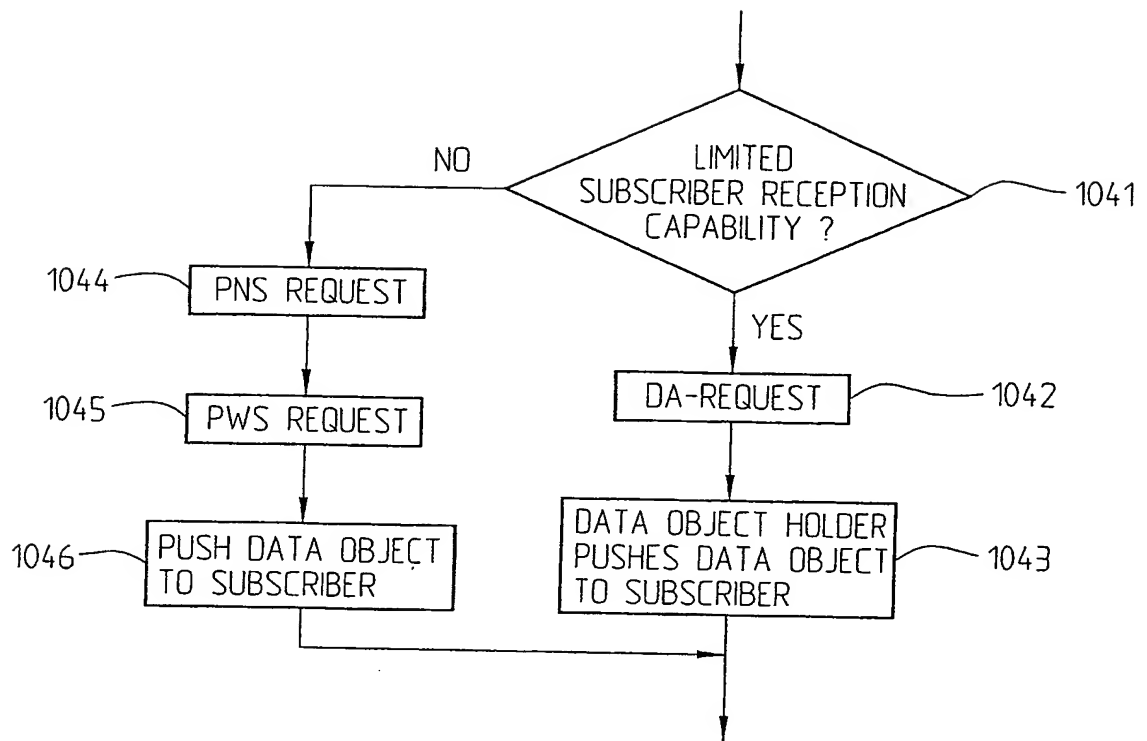 LIMITED
SUBSCRIBER RECEPTION
CAPABILITY ?
1041
NO
YES
1044
PNS REQUEST
1045
PWS REQUEST
1046
PUSH DATA OBJECT
TO SUBSCRIBER
DA-REQUEST
1042
DATA OBJECT HOLDER
PUSHES DATA OBJECT
TO SUBSCRIBER
1043